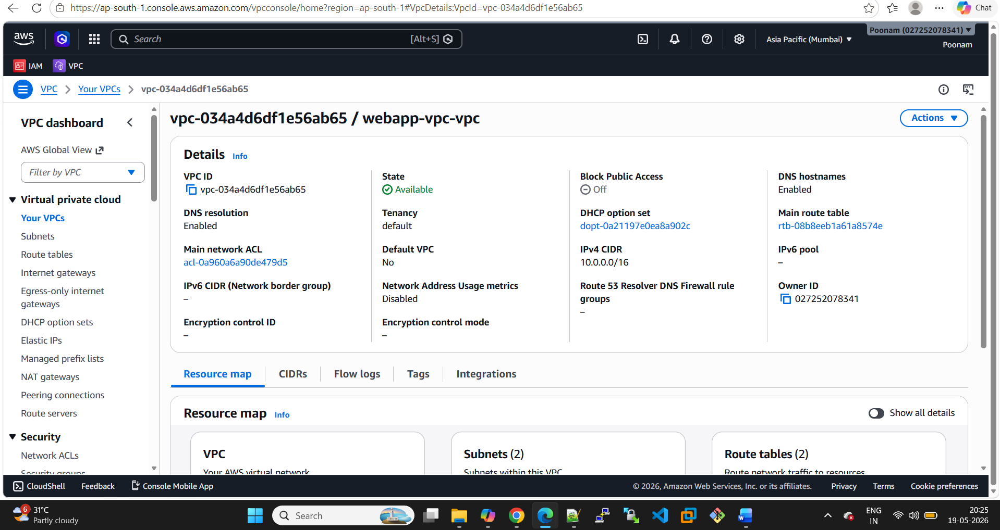 https://ap-south-1.console.aws.amazon.com/vpcconsole/home?region=ap-south-1#VpcDetails:VpcId=vpc-034a4d6df1e56ab65
Chat
aws
Search
[Alt+S]
Asia Pacific (Mumbai)
Poonam (027252078341)
Poonam
IAM
VPC
VPC
Your VPCs
vpc-034a4d6df1e56ab65
VPC dashboard
AWS Global View
Filter by VPC
Virtual private cloud
Your VPCs
Subnets
Route tables
Internet gateways
Egress-only internet
gateways
DHCP option sets
Elastic IPs
Managed prefix lists
NAT gateways
Peering connections
Route servers
Security
Network ACLs
Security groups
vpc-034a4d6df1e56ab65 / webapp-vpc-vpc
Actions
Details Info
VPC ID
vpc-034a4d6df1e56ab65
State
Available
Block Public Access
Off
DNS hostnames
Enabled
DNS resolution
Enabled
Tenancy
default
DHCP option set
dopt-0a21197e0ea8a902c
Main route table
rtb-08b8eeb1a61a8574e
Main network ACL
acl-0a960a6a90de479d5
Default VPC
No
IPv4 CIDR
10.0.0.0/16
IPv6 pool
–
IPv6 CIDR (Network border group)
–
Network Address Usage metrics
Disabled
Route 53 Resolver DNS Firewall rule
groups
–
Owner ID
027252078341
Encryption control ID
–
Encryption control mode
–
Resource map
CIDRs
Flow logs
Tags
Integrations
Resource map Info
Show all details
VPC
Your AWS virtual network
Subnets (2)
Subnets within this VPC
Route tables (2)
Route network traffic to resources
CloudShell
Feedback
Console Mobile App
© 2026, Amazon Web Services, Inc. or its affiliates.
Privacy
Terms
Cookie preferences
6
31°C
Partly cloudy
Search
ENG
IN
20:25
19-05-2026